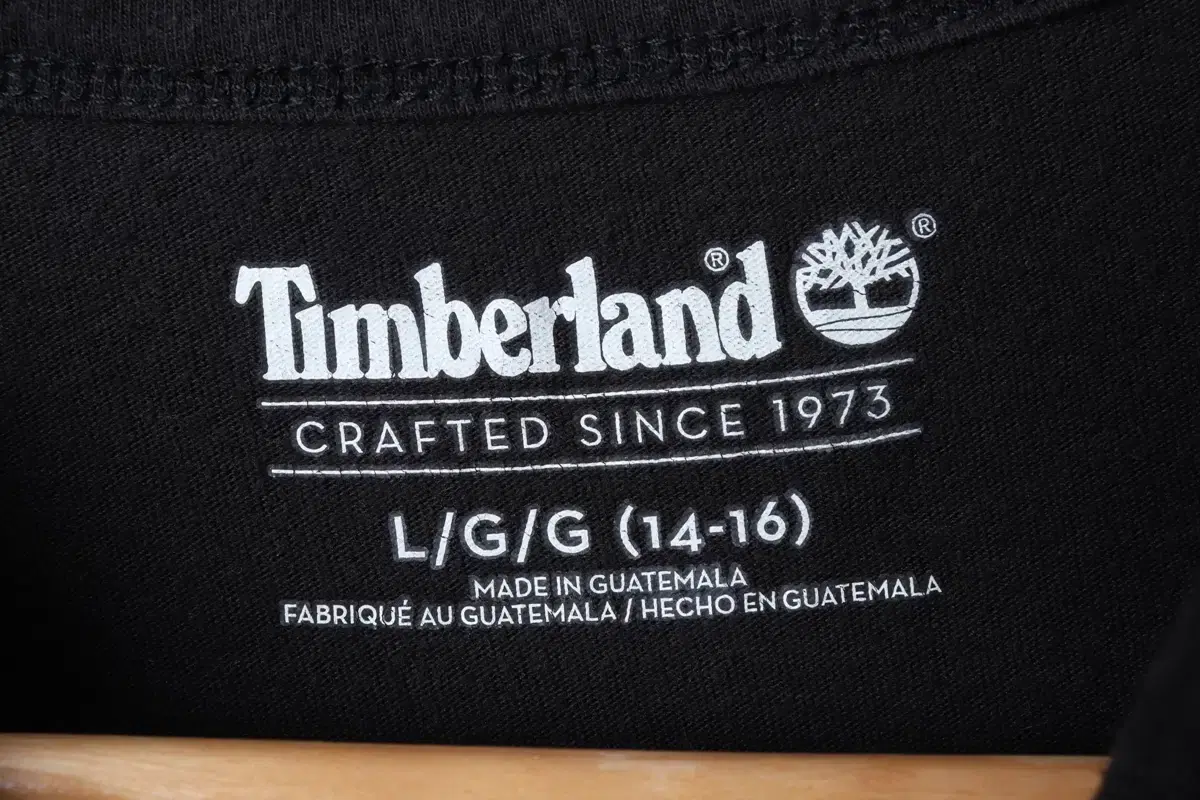 Timberland®
®
CRAFTED SINCE 1973
L/G/G (14-16)
MADE IN GUATEMALA
FABRIQUÉ AU GUATEMALA / HECHO EN GUATEMALA